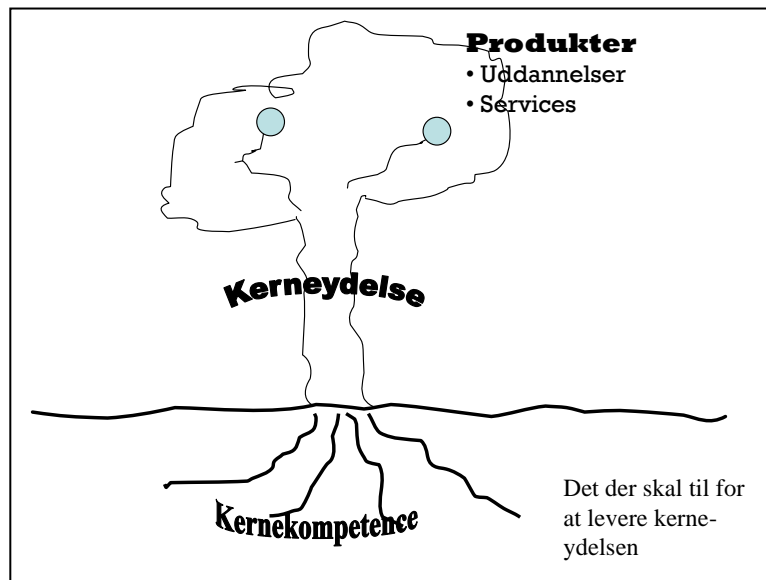 Produkter
• Uddannelser
• Services
Kerneydelse
Kernekompetence
Det der skal til for
at levere kerne-
ydelsen